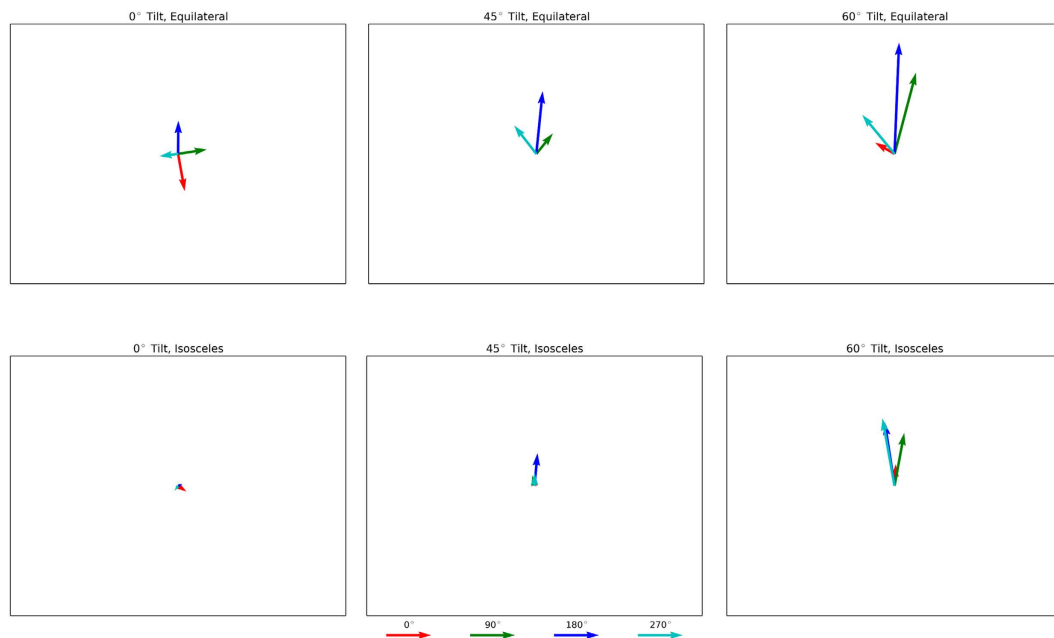 0° Tilt, Equilateral
45° Tilt, Equilateral
60° Tilt, Equilateral
0° Tilt, Isosceles
45° Tilt, Isosceles
60° Tilt, Isosceles
0° 90° 180° 270°